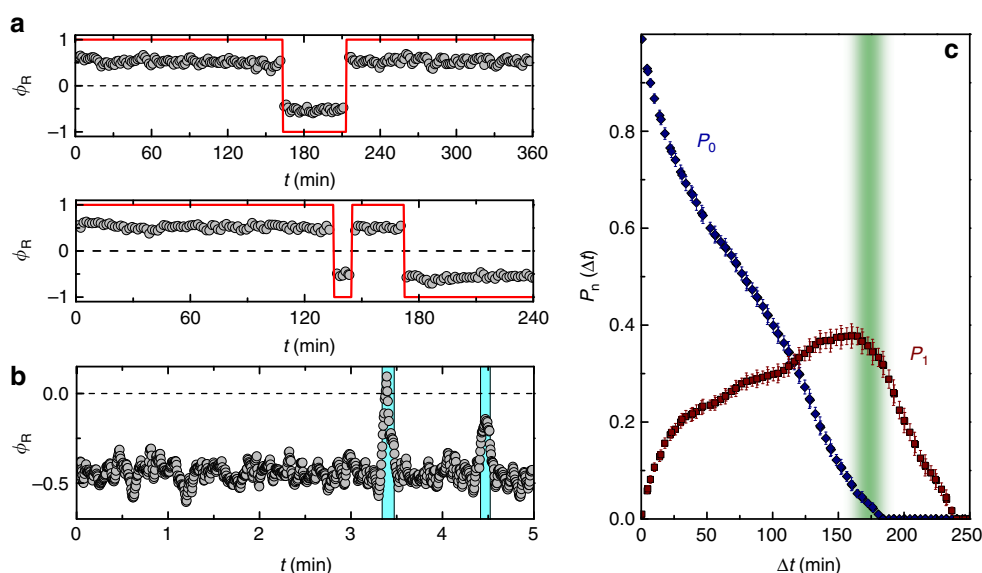 a
1
0
−1
ϕR
0 60 120 180 240 300 360
t (min)
1
0
−1
ϕR
0 60 120 180 240
t (min)
b
0.0
−0.5
ϕR
0 1 2 3 4 5
t (min)
c
P0
P1
0.8
0.6
0.4
0.2
0.0
Pn (Δt)
0 50 100 150 200 250
Δt (min)